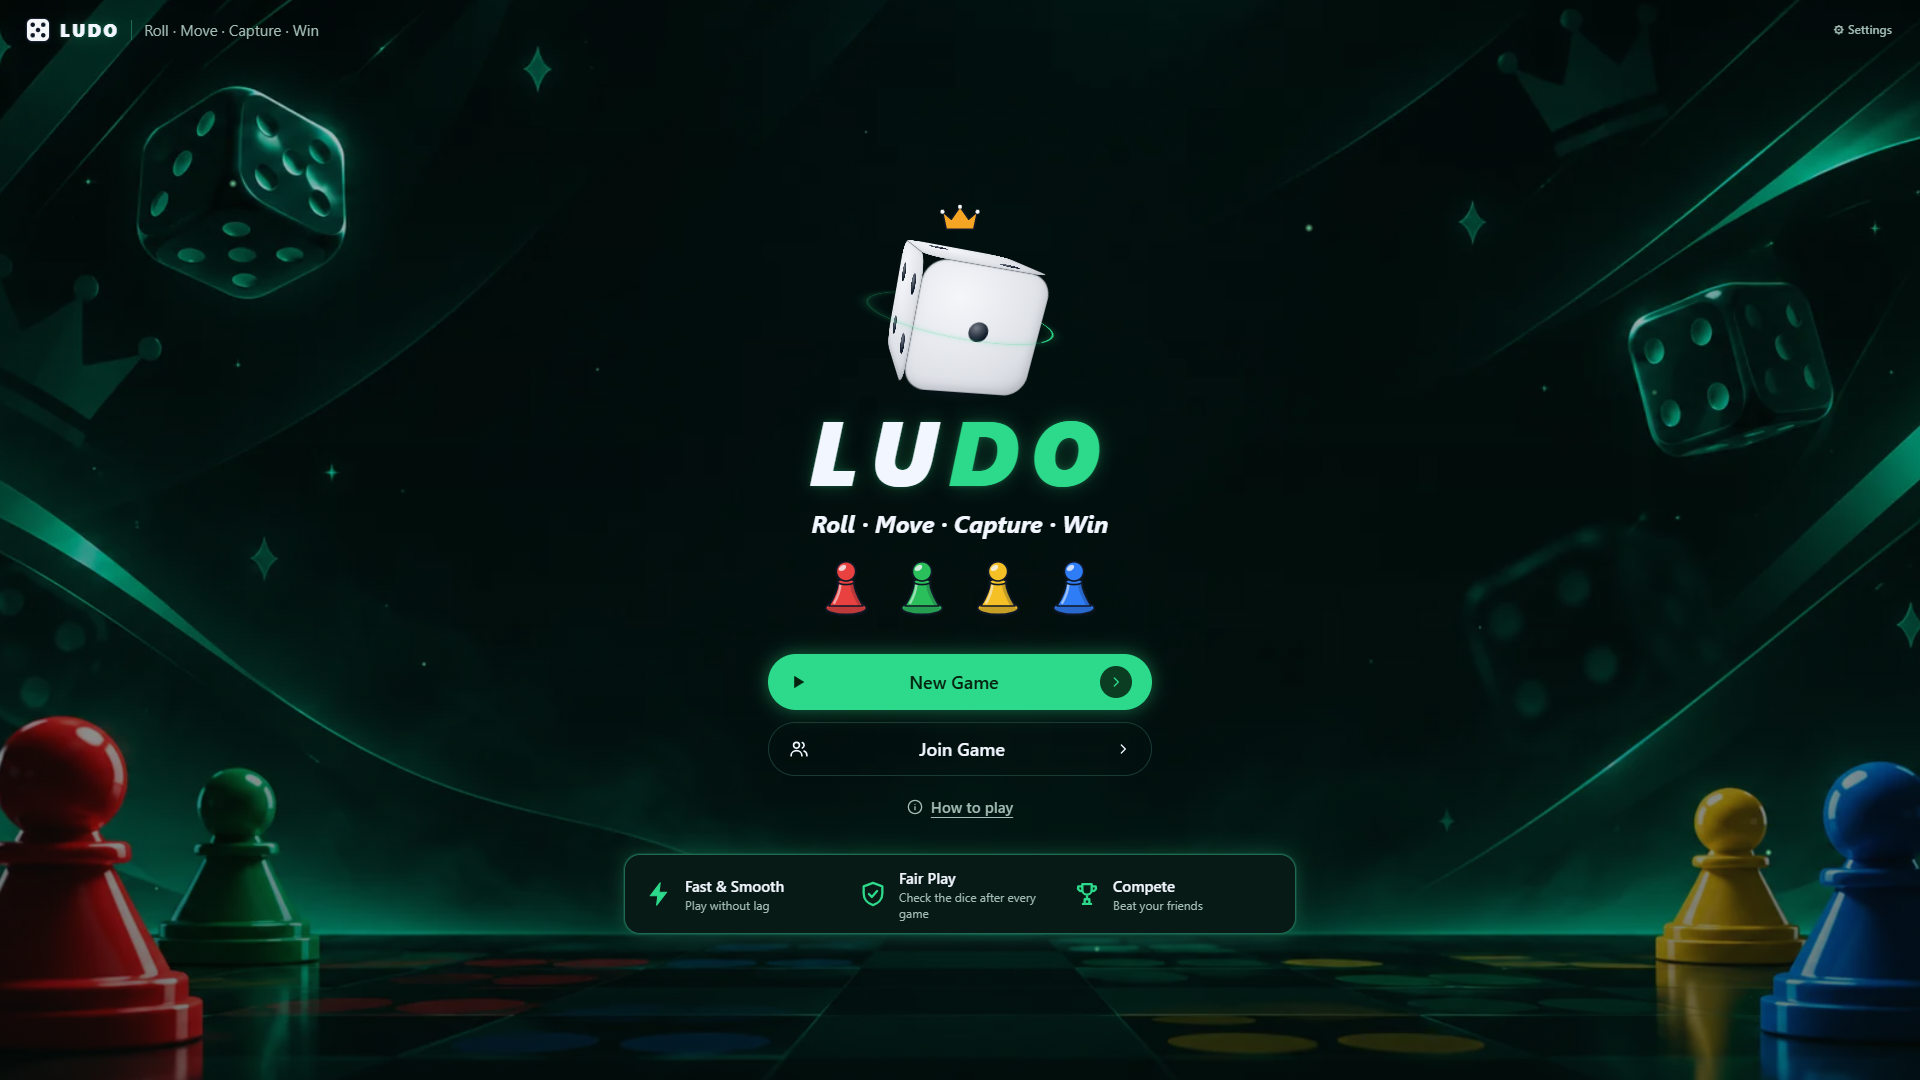 LUDO
Roll · Move · Capture · Win
Settings
LUDO
Roll · Move · Capture · Win
New Game
Join Game
How to play
Fast & Smooth
Play without lag
Fair Play
Check the dice after every
game
Compete
Beat your friends